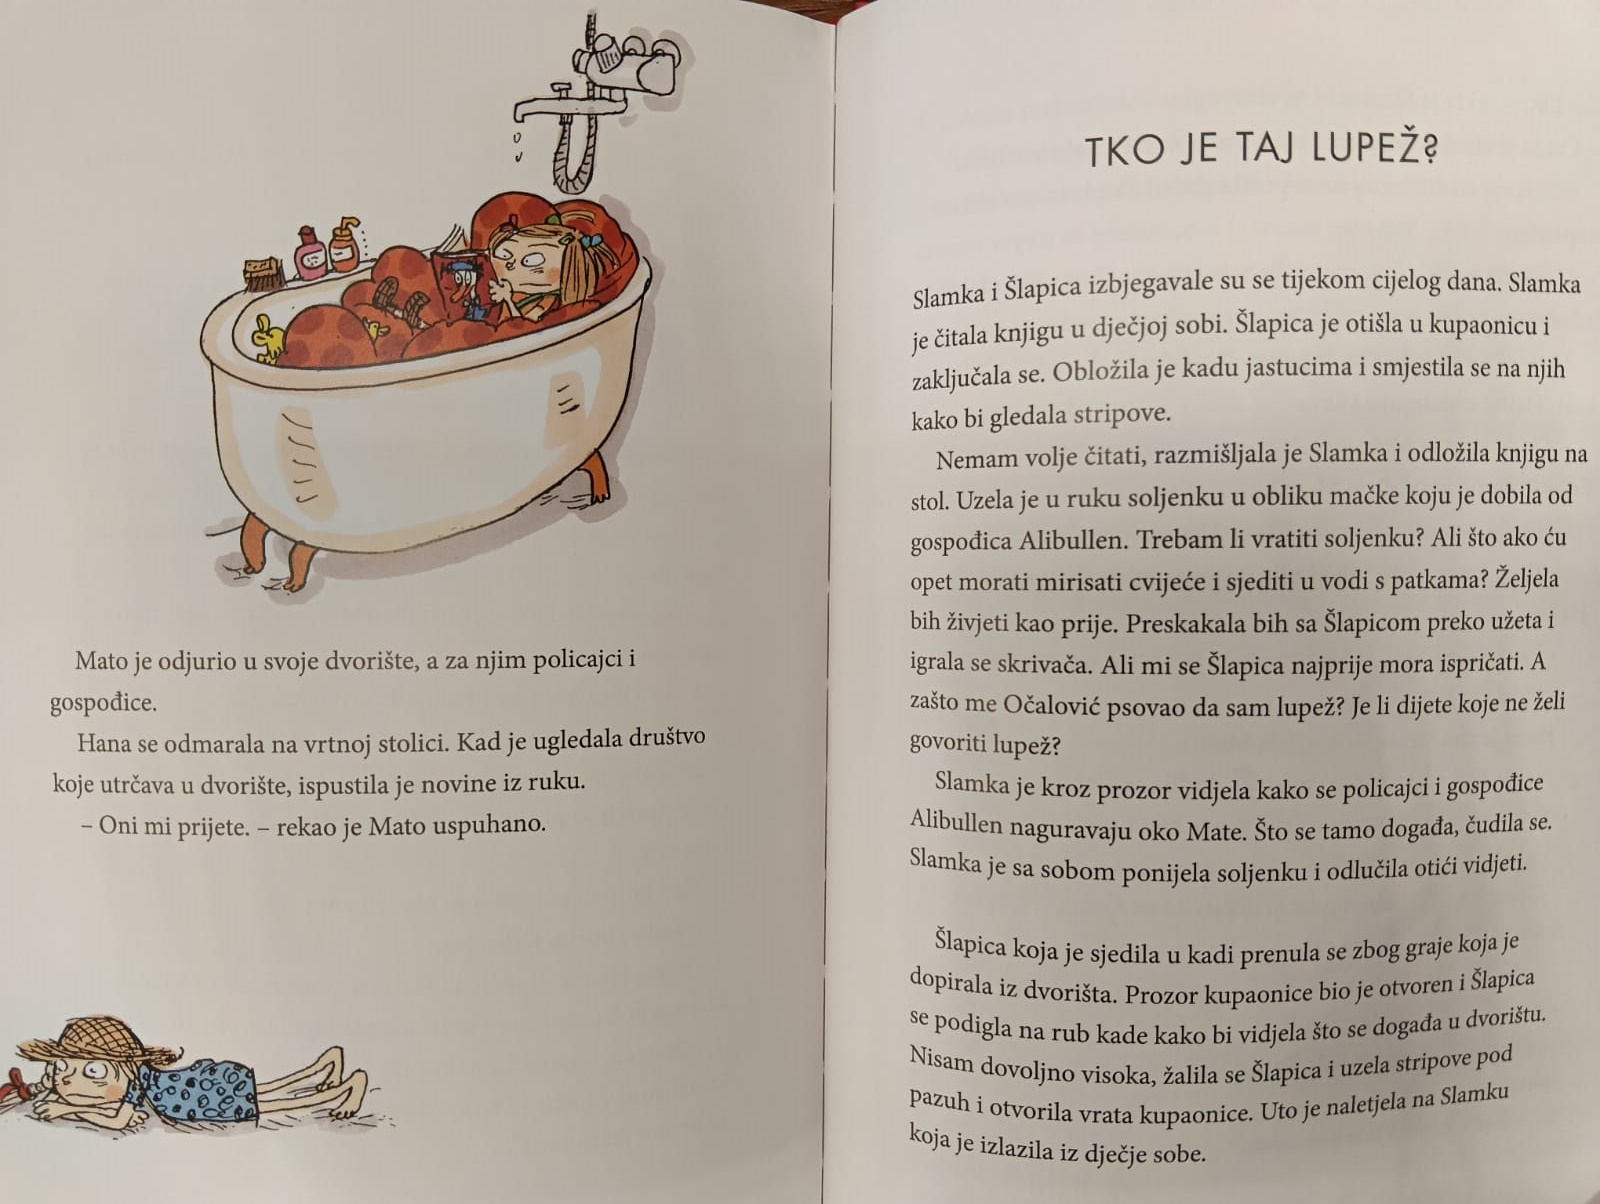 Mato je odjurio u svoje dvorište, a za njim policajci i
gospođice.
Hana se odmarala na vrtnoj stolici. Kad je ugledala društvo
koje utrčava u dvorište, ispustila je novine iz ruku.
– Oni mi prijete. – rekao je Mato uspuhano.
TKO JE TAJ LUPEŽ?
Slamka i Šlapica izbjegavale su se tijekom cijelog dana. Slamka
je čitala knjigu u dječjoj sobi. Šlapica je otišla u kupaonicu i
zaključala se. Obložila je kadu jastucima i smjestila se na njih
kako bi gledala stripove.
Nemam volje čitati, razmišljala je Slamka i odložila knjigu na
stol. Uzela je u ruku soljenku u obliku mačke koju je dobila od
gospođica Alibullen. Trebam li vratiti soljenku? Ali što ako ću
opet morati mirisati cvijeće i sjediti u vodi s patkama? Željela
bih živjeti kao prije. Preskakala bih sa Šlapicom preko užeta i
igrala se skrivača. Ali mi se Šlapica najprije mora ispričati. A
zašto me Očalović psovao da sam lupež? Je li dijete koje ne želi
govoriti lupež?
Slamka je kroz prozor vidjela kako se policajci i gospođice
Alibullen naguravaju oko Mate. Što se tamo događa, čudila se.
Slamka je sa sobom ponijela soljenku i odlučila otići vidjeti.
Šlapica koja je sjedila u kadi prenula se zbog graje koja je
dopirala iz dvorišta. Prozor kupaonice bio je otvoren i Šlapica
se podigla na rub kade kako bi vidjela što se događa u dvorištu.
Nisam dovoljno visoka, žalila se Šlapica i uzela stripove pod
pazuh i otvorila vrata kupaonice. Uto je naletjela na Slamku
koja je izlazila iz dječje sobe.